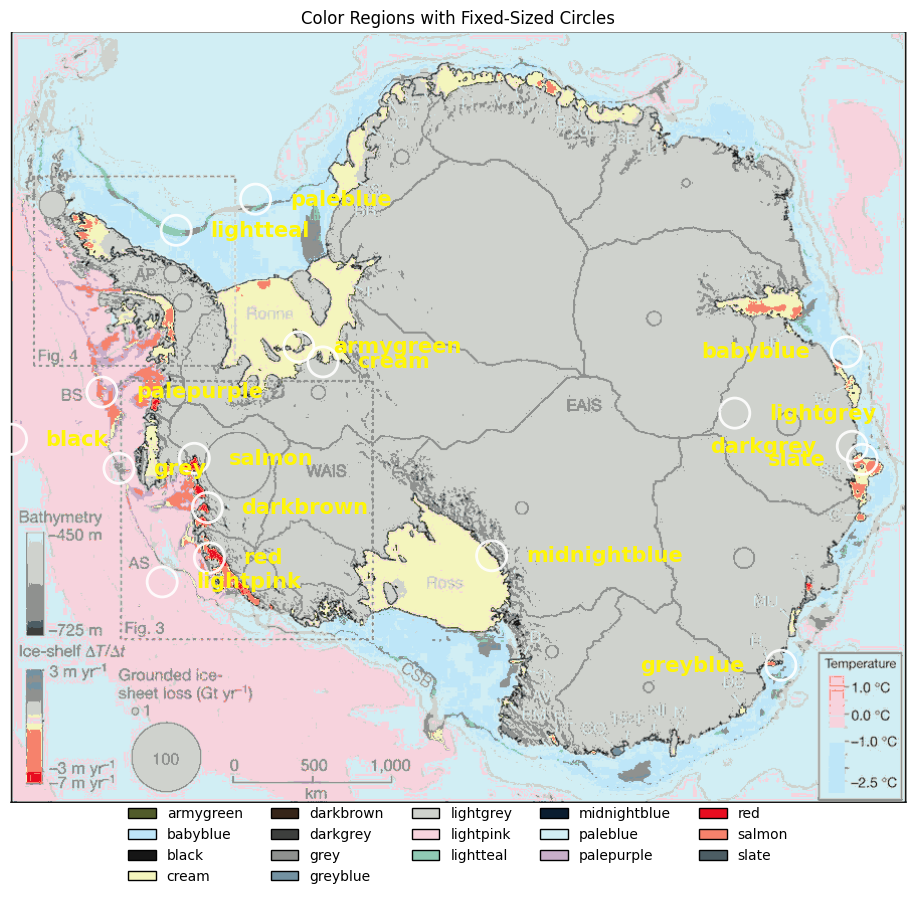 Color Regions with Fixed-Sized Circles
paleblue
lightteal
AP
Ronne
Fig. 4
armygreen
cream
babyblue
BS
palepurple
EAIS
lightgrey
black
darkgrey
slate
grey
salmon
WAIS
darkbrown
Bathymetry
−450 m
−725 m
AS
red
lightpink
midnightblue
Ross
Fig. 3
MU
greyblue
CSB
Ice-shelf ΔT/Δt
3 m yr⁻¹
−3 m yr⁻¹
−7 m yr⁻¹
Grounded ice-
sheet loss (Gt yr⁻¹)
1
100
0 500 1,000
km
Temperature
1.0 °C
0.0 °C
−1.0 °C
−2.5 °C
armygreen darkbrown lightgrey midnightblue red
babyblue darkgrey lightpink paleblue salmon
black grey lightteal palepurple slate
cream greyblue